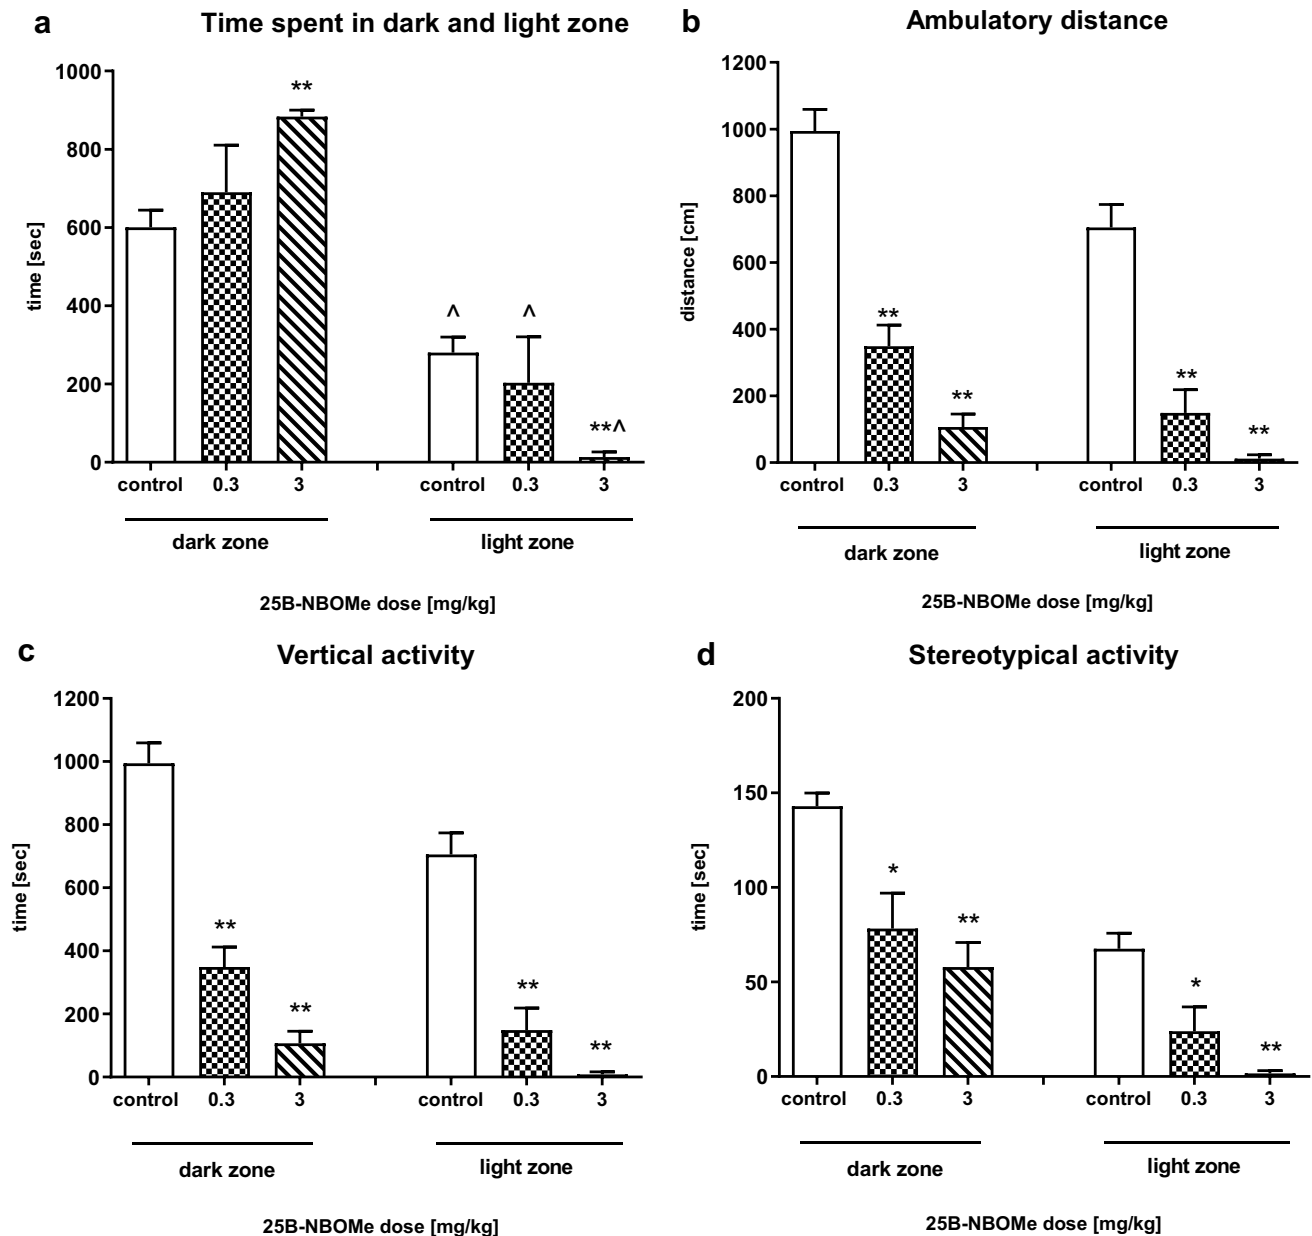 a Time spent in dark and light zone
1000
800
600
400
200
0
time [sec]
**
^
^
**^
control 0.3 3 control 0.3 3
dark zone light zone
25B-NBOMe dose [mg/kg]
b Ambulatory distance
1200
1000
800
600
400
200
0
distance [cm]
**
**
**
**
control 0.3 3 control 0.3 3
dark zone light zone
25B-NBOMe dose [mg/kg]
c Vertical activity
1200
1000
800
600
400
200
0
time [sec]
**
**
**
**
control 0.3 3 control 0.3 3
dark zone light zone
25B-NBOMe dose [mg/kg]
d Stereotypical activity
200
150
100
50
0
time [sec]
*
**
*
**
control 0.3 3 control 0.3 3
dark zone light zone
25B-NBOMe dose [mg/kg]